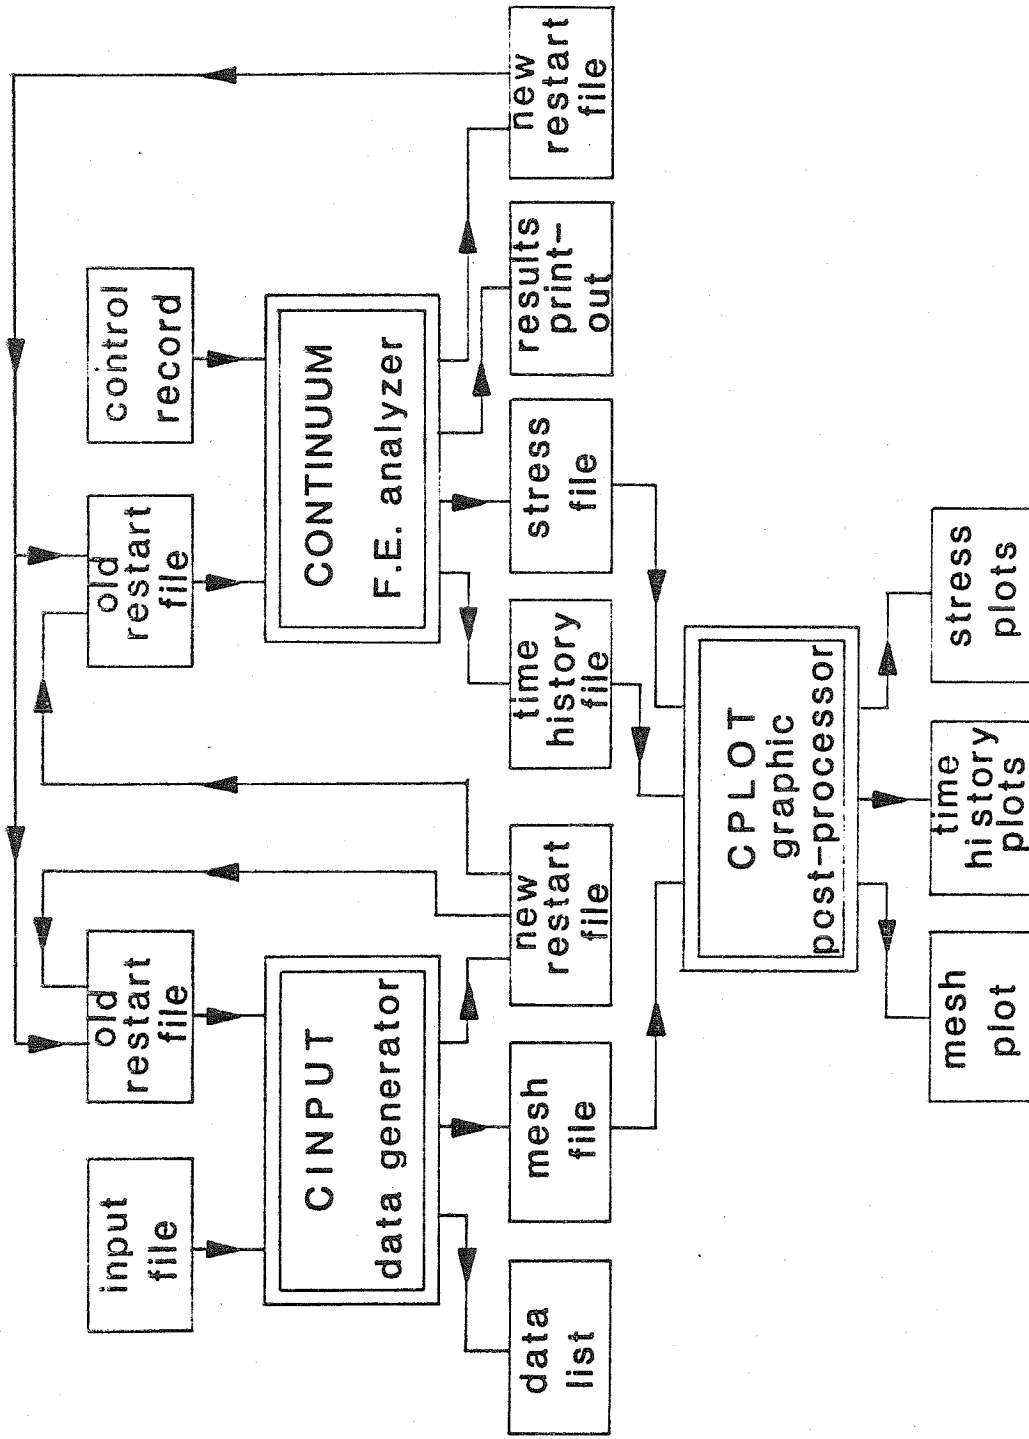 input
file
old
restart
file
old
restart
file
control
record
CINPUT
data generator
CONTINUUM
F.E. analyzer
data
list
mesh
file
new
restart
file
time
history
file
stress
file
results
print-
out
new
restart
file
CPLOT
graphic
post-processor
mesh
plot
time
history
plots
stress
plots